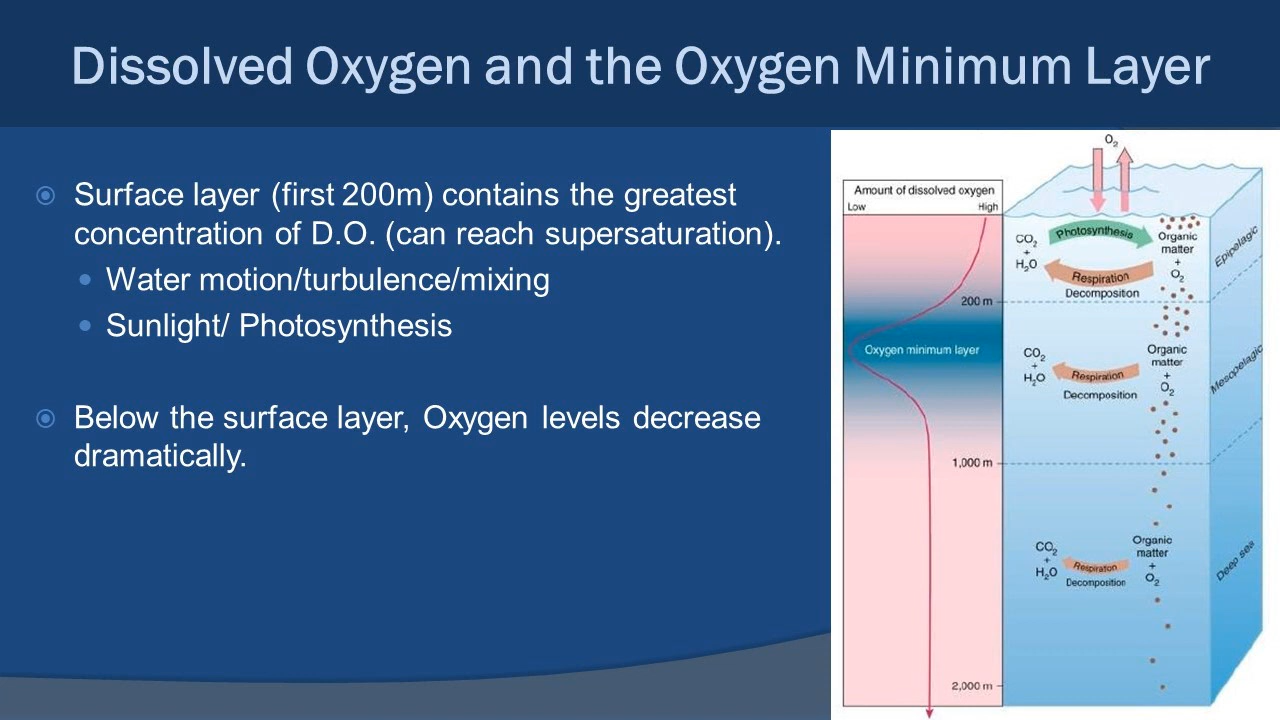 Dissolved Oxygen and the Oxygen Minimum Layer
Surface layer (first 200m) contains the greatest
concentration of D.O. (can reach supersaturation).
Water motion/turbulence/mixing
Sunlight/ Photosynthesis
Below the surface layer, Oxygen levels decrease
dramatically.
O₂
Amount of dissolved oxygen
Low High
200 m
Oxygen minimum layer
1,000 m
2,000 m
CO₂
+
H₂O
Photosynthesis
Respiration
Decomposition
Organic
matter
+
O₂
Epipelagic
CO₂
+
H₂O
Respiration
Decomposition
Organic
matter
+
O₂
Mesopelagic
CO₂
+
H₂O
Respiration
Decomposition
Organic
matter
+
O₂
Deep sea